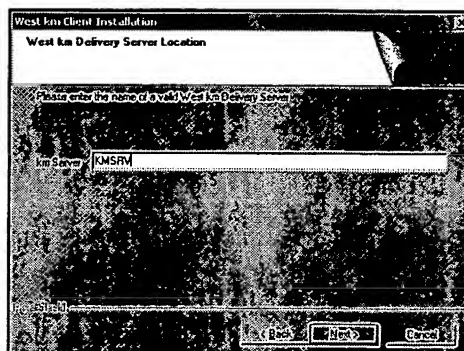 West km Client Installation
West km Delivery Server Location
Please enter the name of a valid West km Delivery Server
km Server KMSRV
< Back Next > Cancel